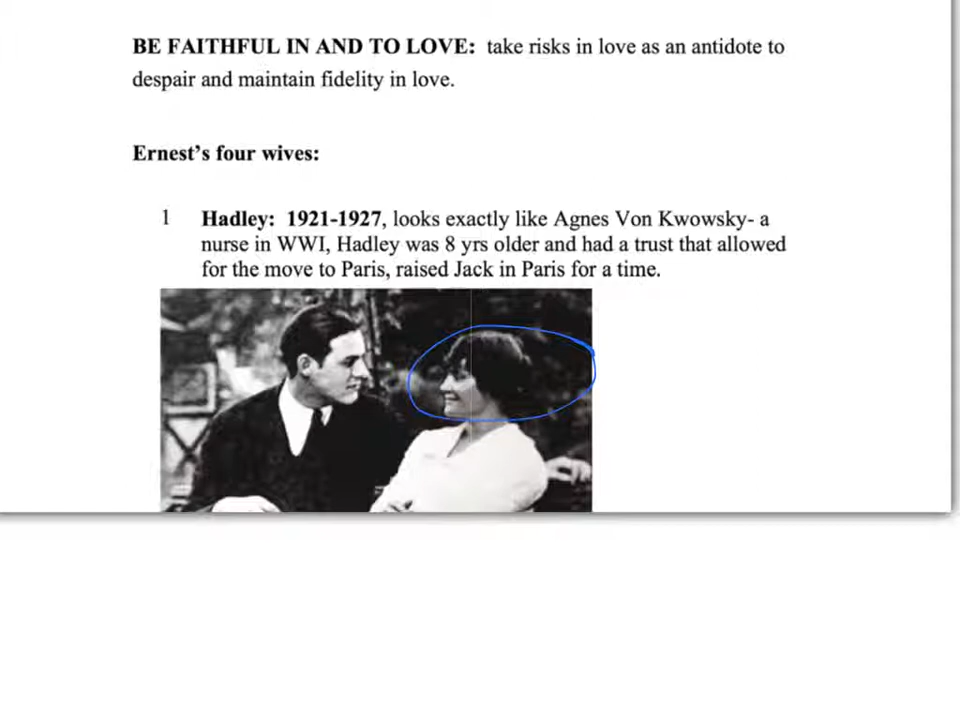 BE FAITHFUL IN AND TO LOVE: take risks in love as an antidote to
despair and maintain fidelity in love.
Ernest's four wives:
1 Hadley: 1921-1927, looks exactly like Agnes Von Kwowsky- a
nurse in WWI, Hadley was 8 yrs older and had a trust that allowed
for the move to Paris, raised Jack in Paris for a time.